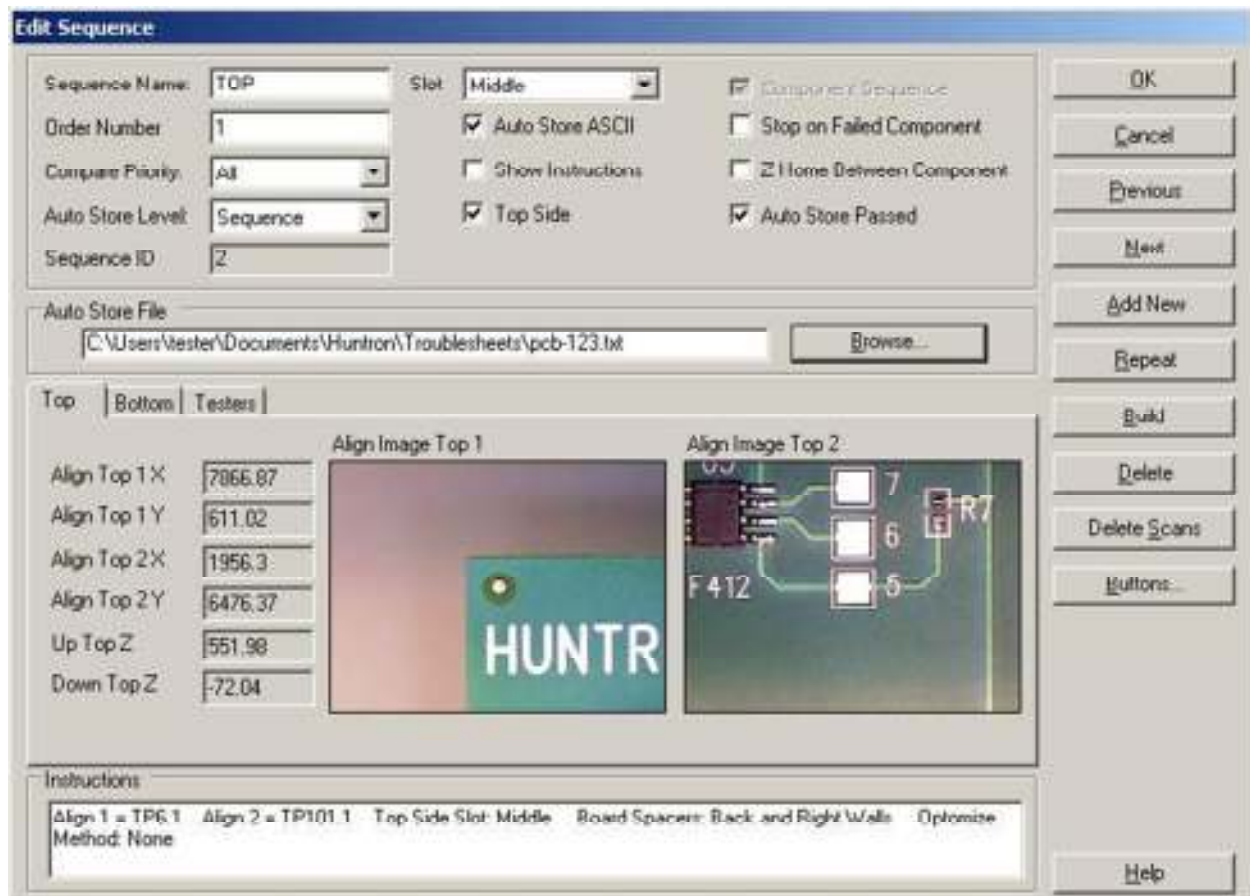 Edit Sequence
Sequence Name: TOP
Order Number 1
Compare Priority: All
Auto Store Level: Sequence
Sequence ID 2
Slot Middle
Auto Store ASCII
Show Instructions
Top Side
Component Sequence
Stop on Failed Component
Z Home Between Component
Auto Store Passed
OK
Cancel
Previous
Next
Add New
Repeat
Build
Delete
Delete Scans
Buttons...
Help
Auto Store File
C:\Users\tester\Documents\Huntron\Troublesheets\pcb-123.txt
Browse...
Top Bottom Testers
Align Top 1 X 7866.87
Align Top 1 Y 611.02
Align Top 2 X 1956.3
Align Top 2 Y 6476.37
Up Top Z 551.98
Down Top Z -72.04
Align Image Top 1
HUNTR
Align Image Top 2
7
R7
6
F412
5
Instructions
Align 1 = TP6.1 Align 2 = TP101.1 Top Side Slot: Middle Board Spacers: Back and Right Walls Optomize
Method: None